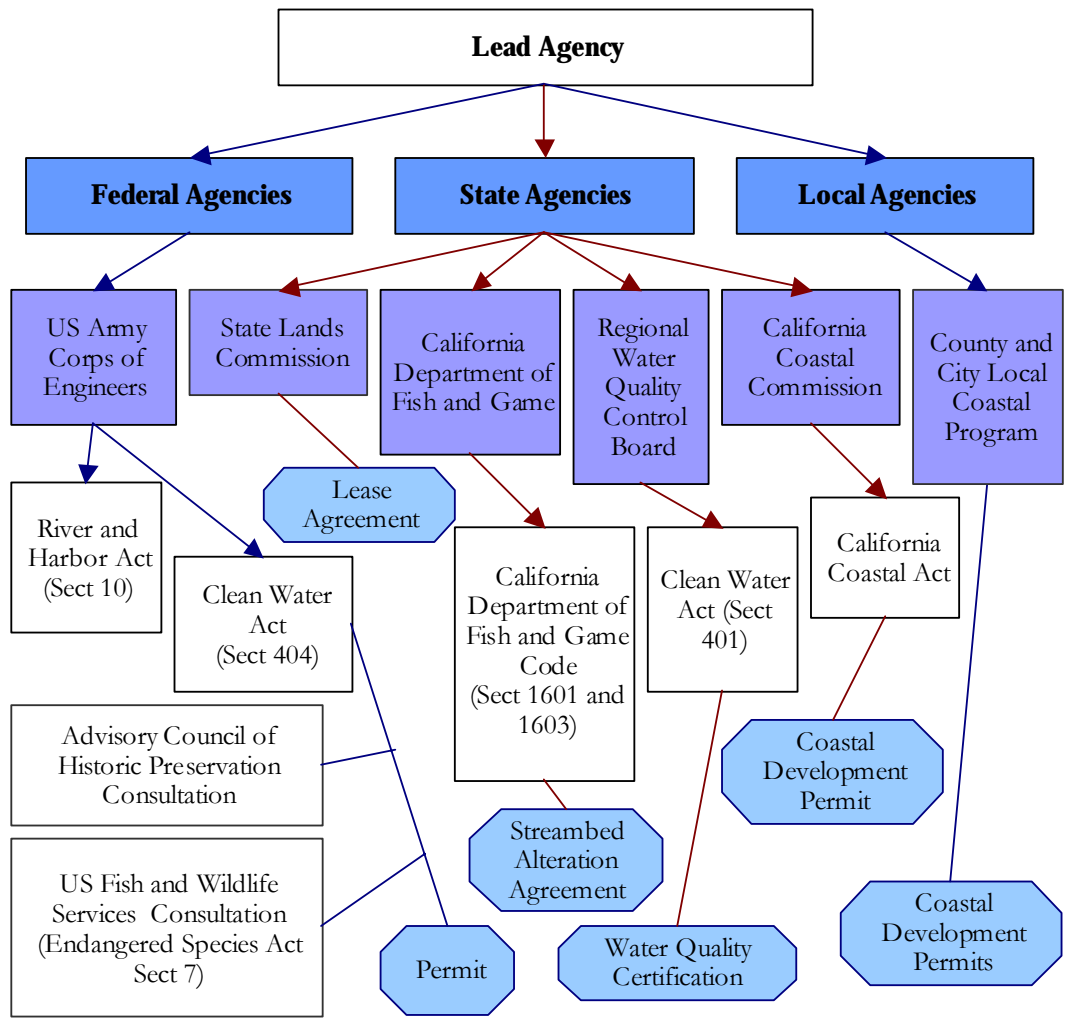 Lead Agency
Federal Agencies
State Agencies
Local Agencies
US Army
Corps of
Engineers
State Lands
Commission
California
Department of
Fish and Game
Regional
Water
Quality
Control
Board
California
Coastal
Commission
County and
City Local
Coastal
Program
River and
Harbor Act
(Sect 10)
Clean Water
Act
(Sect 404)
Lease
Agreement
California
Department of
Fish and Game
Code
(Sect 1601 and
1603)
Clean Water
Act (Sect
401)
California
Coastal Act
Advisory Council of
Historic Preservation
Consultation
US Fish and Wildlife
Services Consultation
(Endangered Species Act
Sect 7)
Permit
Streambed
Alteration
Agreement
Water Quality
Certification
Coastal
Development
Permit
Coastal
Development
Permits